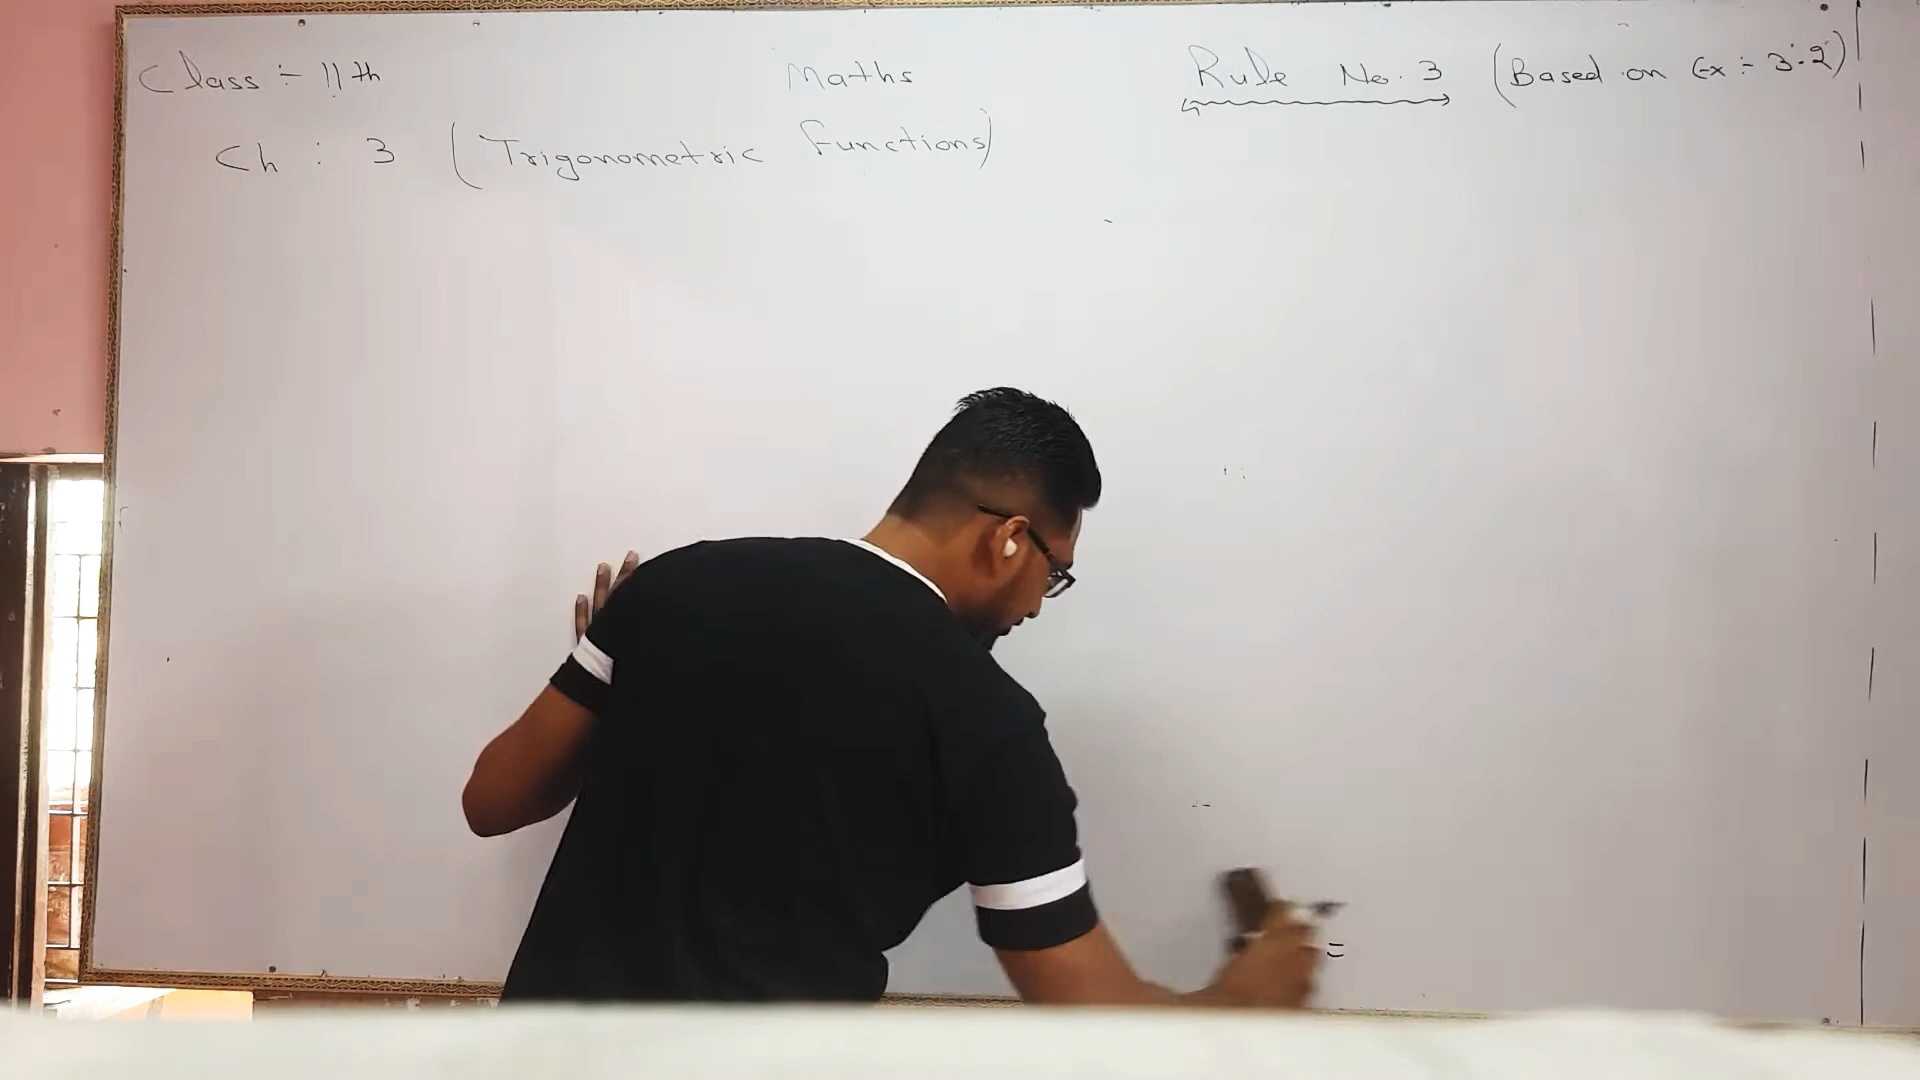 Class :- 11th Maths Rule No. 3 (Based on Ex :- 3.2)
Ch : 3 (Trigonometric Functions)
=